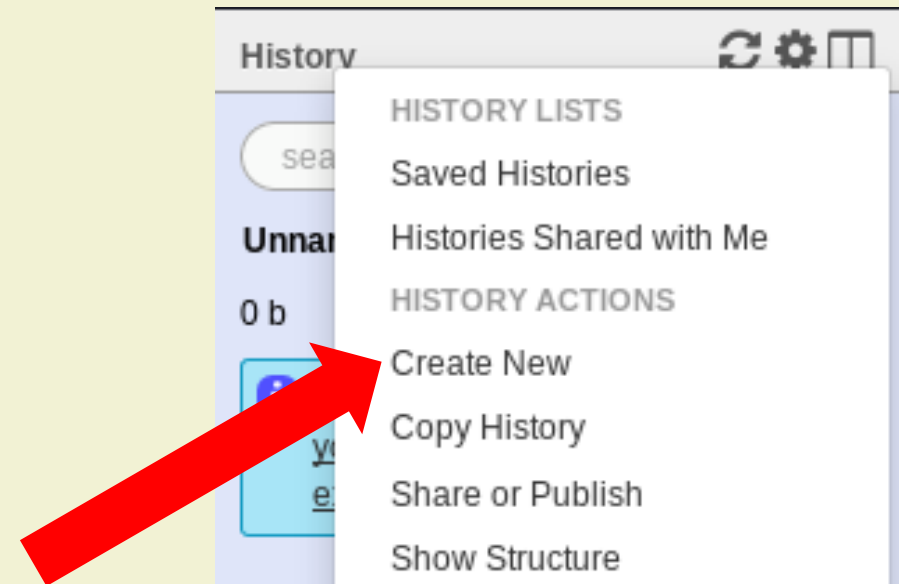 History
HISTORY LISTS
Saved Histories
Histories Shared with Me
0 b
HISTORY ACTIONS
Create New
Copy History
Share or Publish
Show Structure